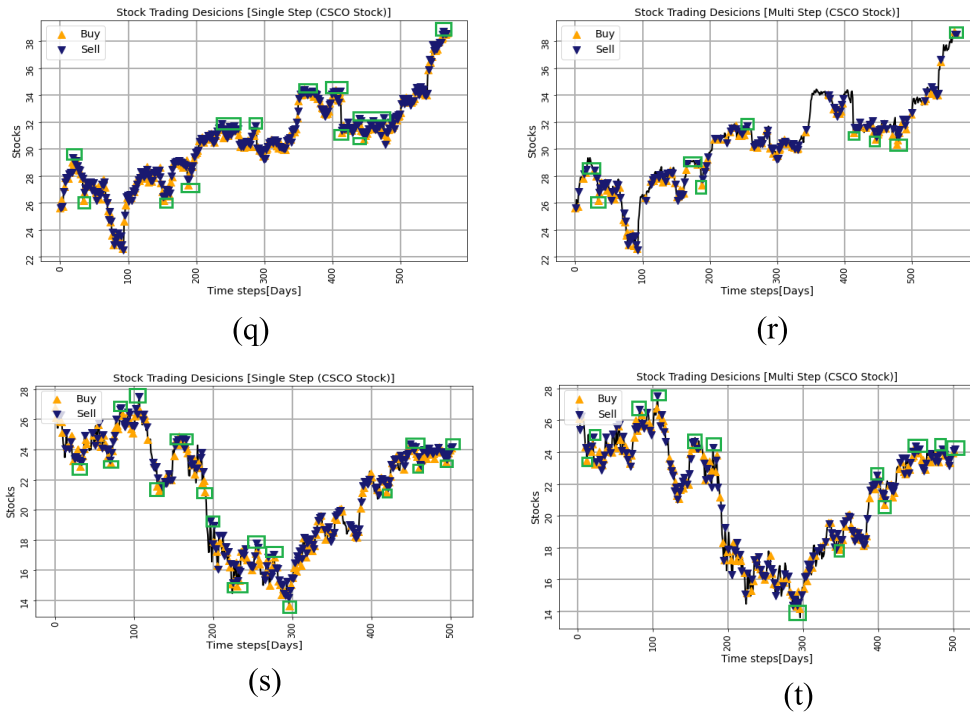 Stock Trading Desicions [Single Step (CSCO Stock)]
Buy
Sell
Stocks
38
36
34
32
30
28
26
24
22
0
100
200
300
400
500
Time steps[Days]
(q)
Stock Trading Desicions [Multi Step (CSCO Stock)]
Buy
Sell
Stocks
38
36
34
32
30
28
26
24
22
0
100
200
300
400
500
Time steps[Days]
(r)
Stock Trading Desicions [Single Step (CSCO Stock)]
Buy
Sell
Stocks
28
26
24
22
20
18
16
14
0
100
200
300
400
500
Time steps[Days]
(s)
Stock Trading Desicions [Multi Step (CSCO Stock)]
Buy
Sell
Stocks
28
26
24
22
20
18
16
14
0
100
200
300
400
500
Time steps[Days]
(t)